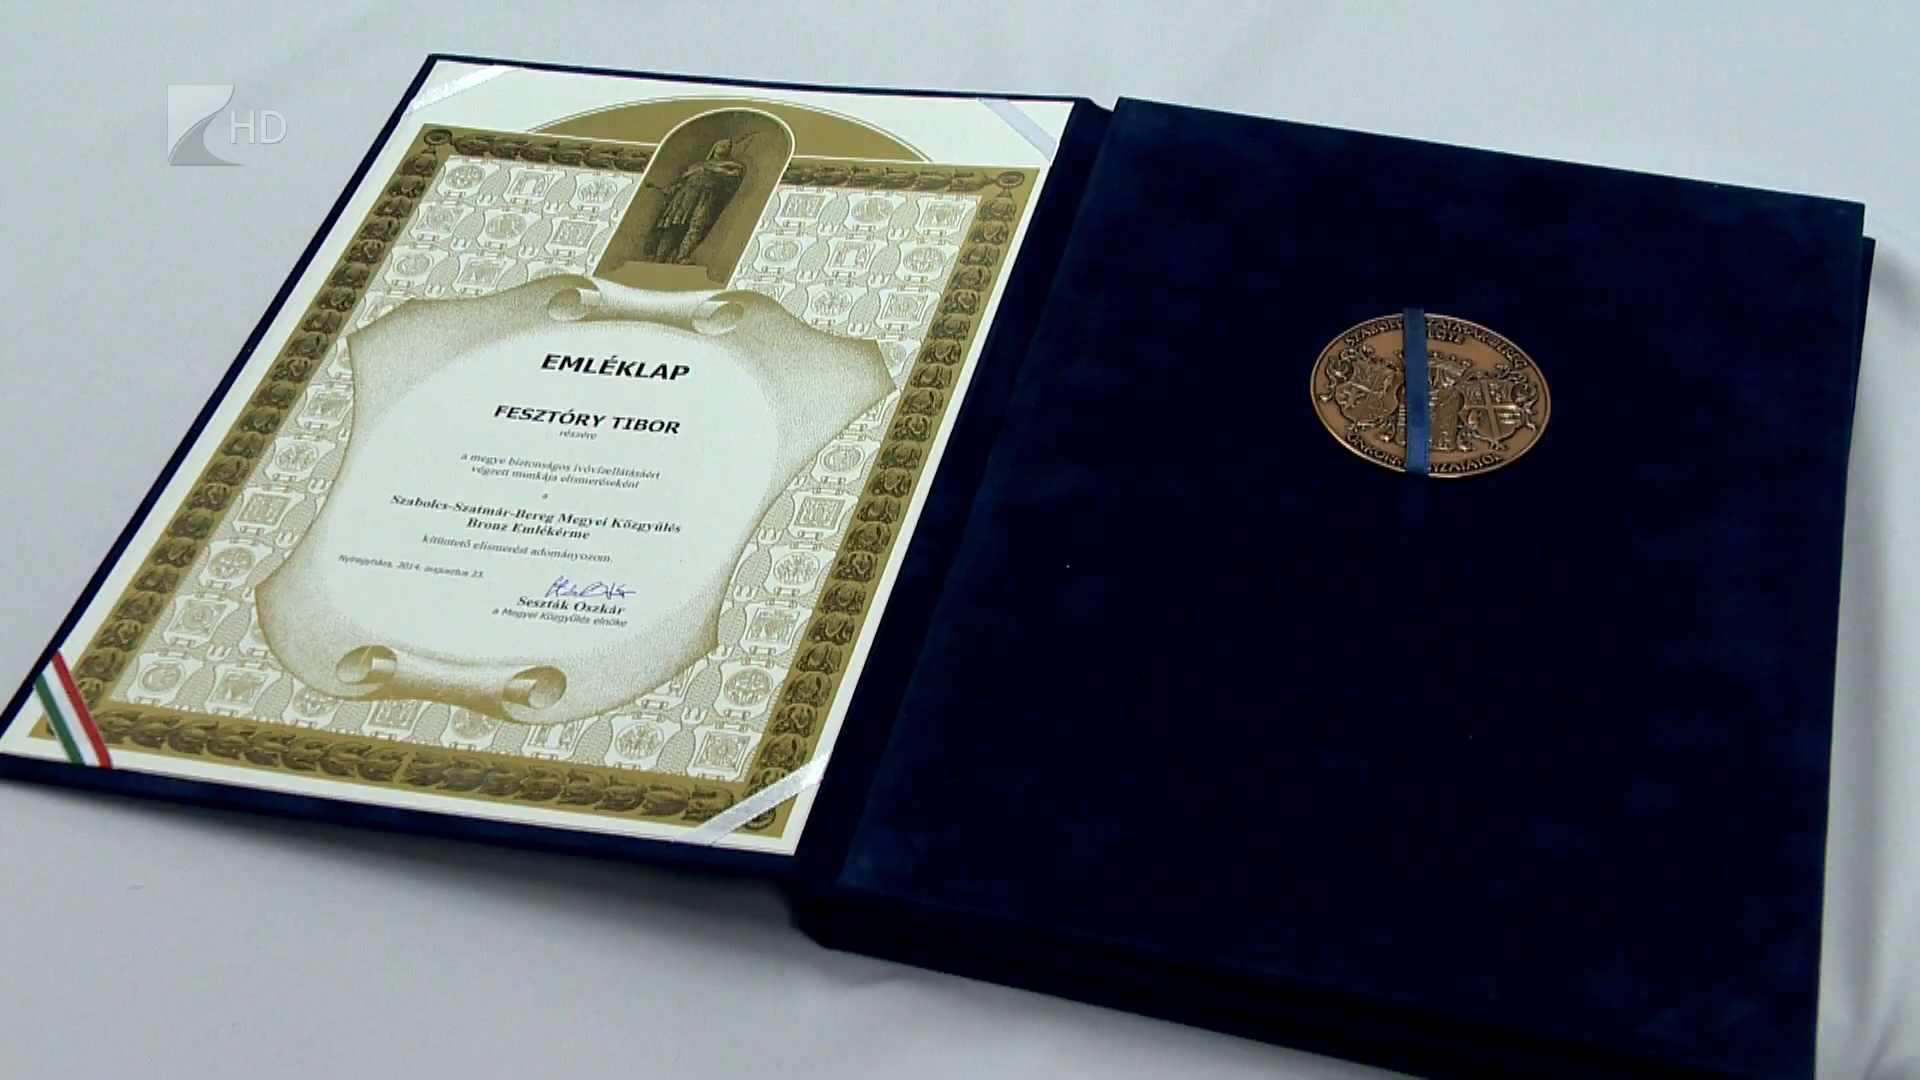 HD
EMLÉKLAP
FESZTÓRY TIBOR
részére
a megye biztonságos ivóvízellátásáért
végzett munkája elismeréseként
a
Szabolcs-Szatmár-Bereg Megyei Közgyűlés
Bronz Emlékérme
kitüntető elismerést adományozom.
Nyíregyháza, 2014. augusztus 23.
Seszták Oszkár
a Megyei Közgyűlés elnöke